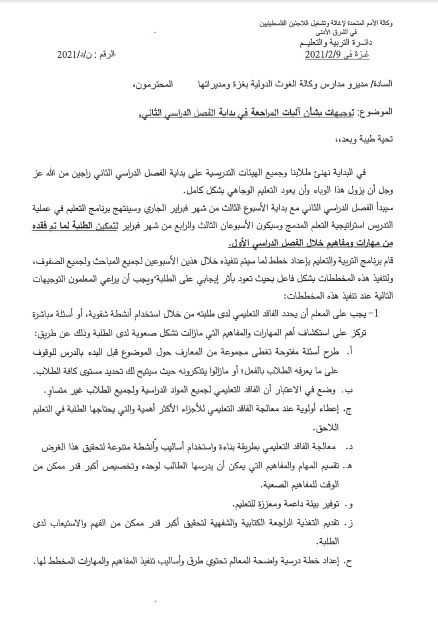 وكالة الأمم المتحدة لإغاثة وتشغيل اللاجئين الفلسطينيين
في الشرق الأدنى
دائرة التربية والتعليم
غزة في 2021/2/9
الرقم : ن/د/2021
السادة/ مديرو مدارس وكالة الغوث الدولية بغزة ومديراتها المحترمون،
الموضوع: توجيهات بشأن آليات المراجعة في بداية الفصل الدراسي الثاني.
تحية طيبة وبعد،،
في البداية نهنئ طلابنا وجميع الهيئات التدريسية على بداية الفصل الدراسي الثاني راجين من الله عز
وجل أن يزول هذا الوباء وأن يعود التعليم الوجاهي بشكل كامل.
سيبدأ الفصل الدراسي الثاني مع بداية الأسبوع الثالث من شهر فبراير الجاري وسينتهج برنامج التعليم في عملية
التدريس استراتيجية التعلم المدمج وسيكون الأسبوعان الثالث والرابع من شهر فبراير لتمكين الطلبة لما تم فقده
من مهارات ومفاهيم خلال الفصل الدراسي الأول.
قام برنامج التربية والتعليم بإعداد خطط لما سيتم تنفيذه خلال هذين الأسبوعين لجميع المباحث ولجميع الصفوف،
ولتنفيذ هذه المخططات بشكل فاعل بحيث تعود بأثر إيجابي على الطلبة ويجب أن يراعي المعلمون التوجيهات
التالية عند تنفيذ هذه المخططات:
1- يجب على المعلم أن يحدد الفاقد التعليمي لدى طلبته من خلال استخدام أنشطة شفوية، أو أسئلة مباشرة
تركز على استكشاف أهم المهارات والمفاهيم التي مازالت تشكل صعوبة لدى الطلبة وذلك عن طريق:
أ. طرح أسئلة مفتوحة تغطي مجموعة من المعارف حول الموضوع قبل البدء بالدرس للوقوف
على ما يعرفه الطلاب بالفعل؛ أو مازالوا يتذكرونه حيث سيتيح لك تحديد مستوى كافة الطلاب.
ب. وضع في الاعتبار أن الفاقد التعليمي لجميع المواد الدراسية ولجميع الطلاب غير متساوٍ.
ج. إعطاء أولوية عند معالجة الفاقد التعليمي للأجزاء الأكثر أهمية والتي يحتاجها الطلبة في التعليم
اللاحق.
د. معالجة الفاقد التعليمي بطريقة بناءة واستخدام أساليب وأنشطة متنوعة لتحقيق هذا الغرض
هـ. تقسيم المهام والمفاهيم التي يمكن أن يدرسها الطالب لوحده وتخصيص أكبر قدر ممكن من
الوقت للمفاهيم الصعبة.
و. توفير بيئة داعمة ومعززة للتعليم.
ز. تقديم التغذية الراجعة الكتابية والشفهية لتحقيق أكبر قدر ممكن من الفهم والاستيعاب لدى
الطلبة.
ح. إعداد خطة درسية واضحة المعالم تحتوي طرق وأساليب تنفيذ المفاهيم والمهارات المخطط لها.